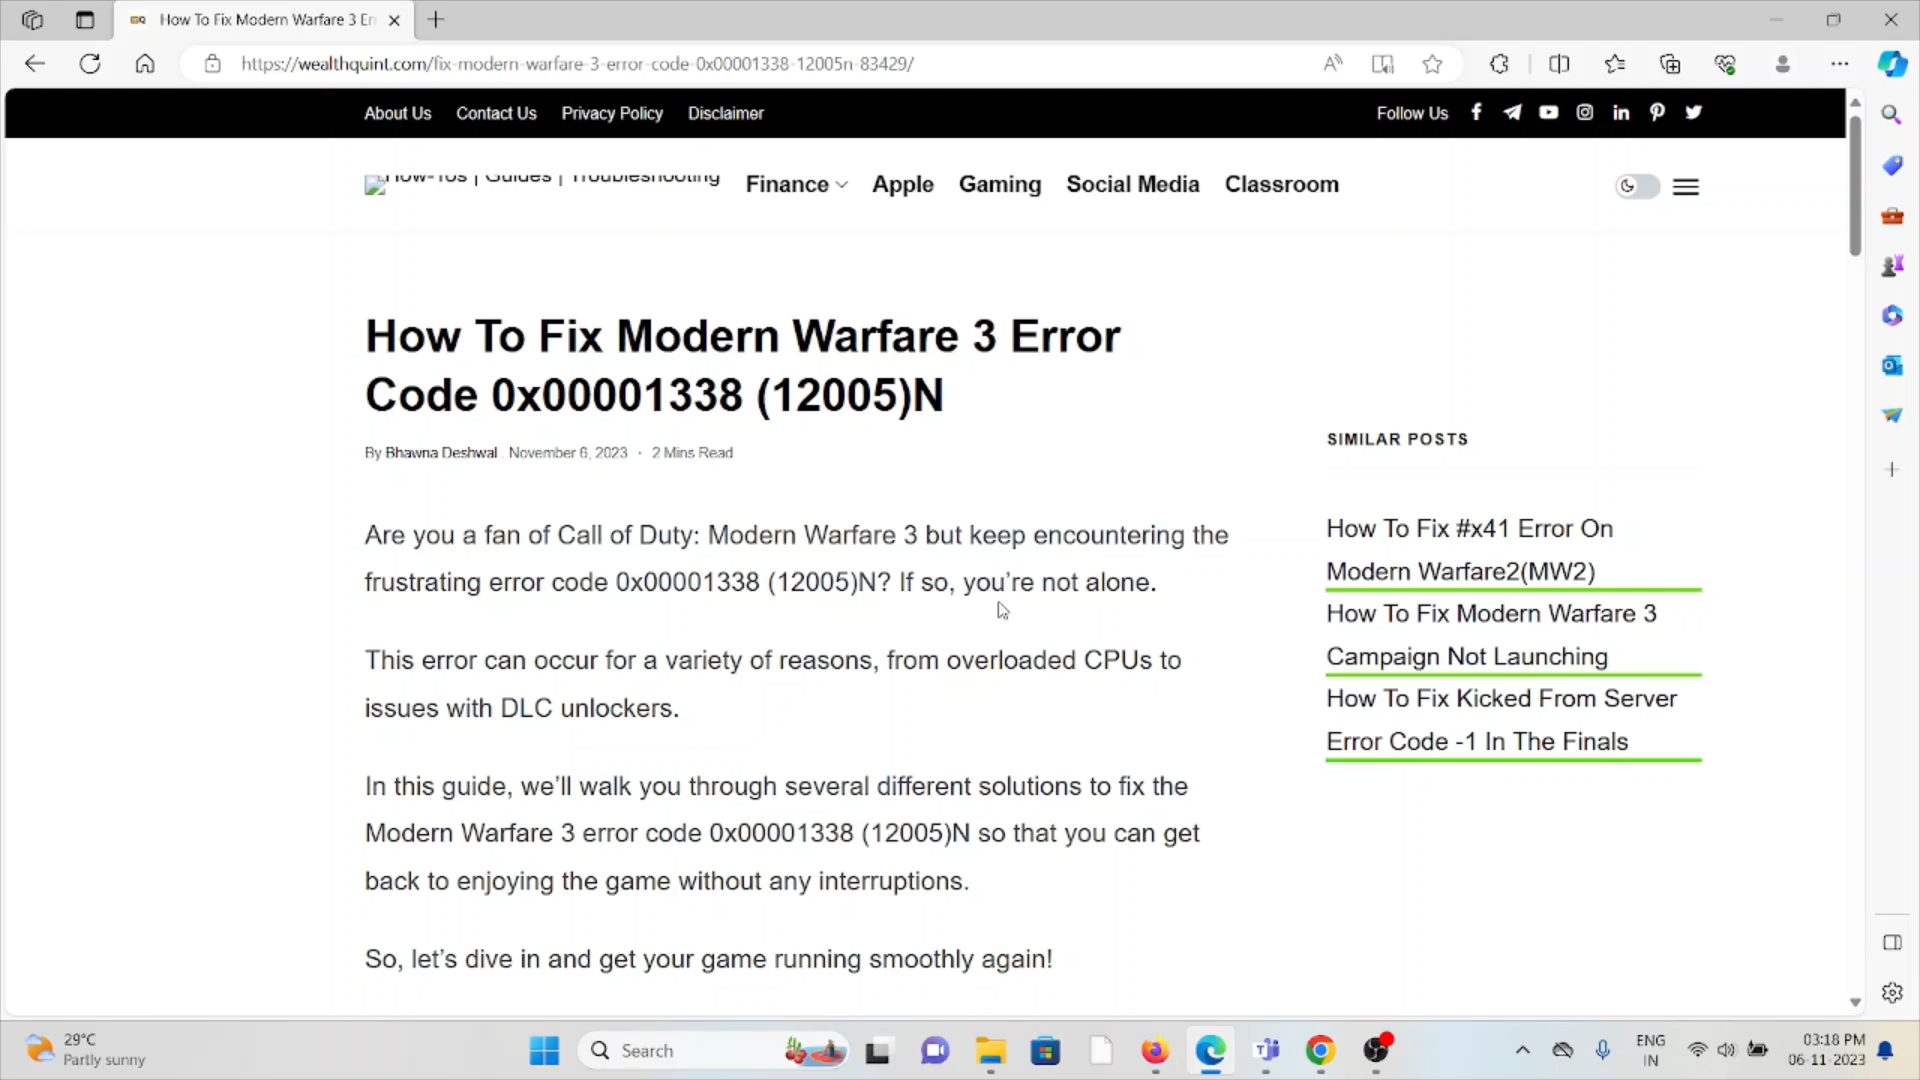 How To Fix Modern Warfare 3 Er
https://wealthquint.com/fix-modern-warfare-3-error-code-0x00001338-12005n-83429/
About Us Contact Us Privacy Policy Disclaimer Follow Us
How-Tos | Guides | Troubleshooting Finance Apple Gaming Social Media Classroom
How To Fix Modern Warfare 3 Error
Code 0x00001338 (12005)N
By Bhawna Deshwal . November 6, 2023 · 2 Mins Read
Are you a fan of Call of Duty: Modern Warfare 3 but keep encountering the
frustrating error code 0x00001338 (12005)N? If so, you’re not alone.
This error can occur for a variety of reasons, from overloaded CPUs to
issues with DLC unlockers.
In this guide, we’ll walk you through several different solutions to fix the
Modern Warfare 3 error code 0x00001338 (12005)N so that you can get
back to enjoying the game without any interruptions.
So, let’s dive in and get your game running smoothly again!
SIMILAR POSTS
How To Fix #x41 Error On
Modern Warfare2(MW2)
How To Fix Modern Warfare 3
Campaign Not Launching
How To Fix Kicked From Server
Error Code -1 In The Finals
29°C
Partly sunny
Search
ENG
IN
03:18 PM
06-11-2023